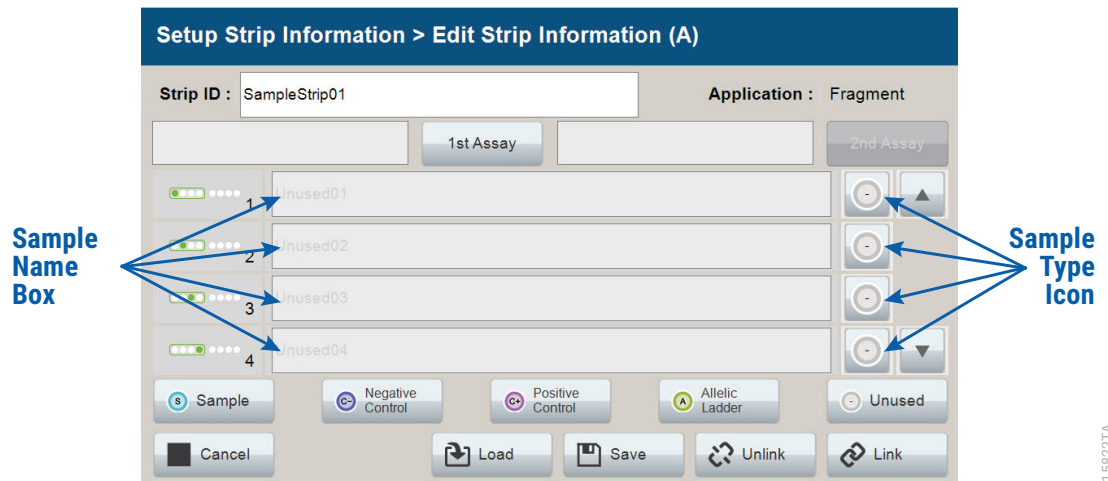 Setup Strip Information > Edit Strip Information (A)
Strip ID : SampleStrip01 Application : Fragment
1st Assay 2nd Assay
1 Unused01 -
2 Unused02 -
3 Unused03 -
4 Unused04 -
Sample
Name
Box
Sample
Type
Icon
S Sample
C- Negative
Control
C+ Positive
Control
A Allelic
Ladder
- Unused
Cancel Load Save Unlink Link